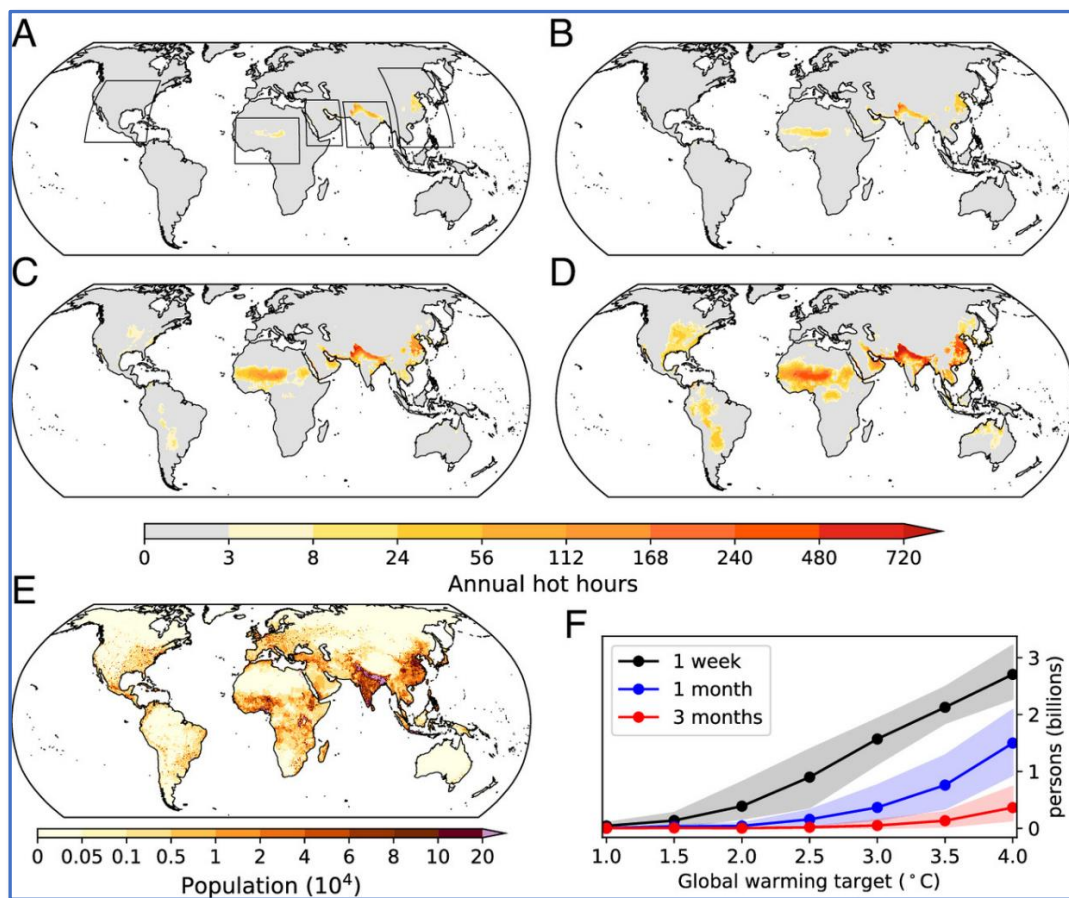 A
B
C
D
0 3 8 24 56 112 168 240 480 720
Annual hot hours
E
0 0.05 0.1 0.5 1 2 4 6 8 10 20
Population (10⁴)
F
1 week
1 month
3 months
3
2
1
0
persons (billions)
1.0 1.5 2.0 2.5 3.0 3.5 4.0
Global warming target (°C)